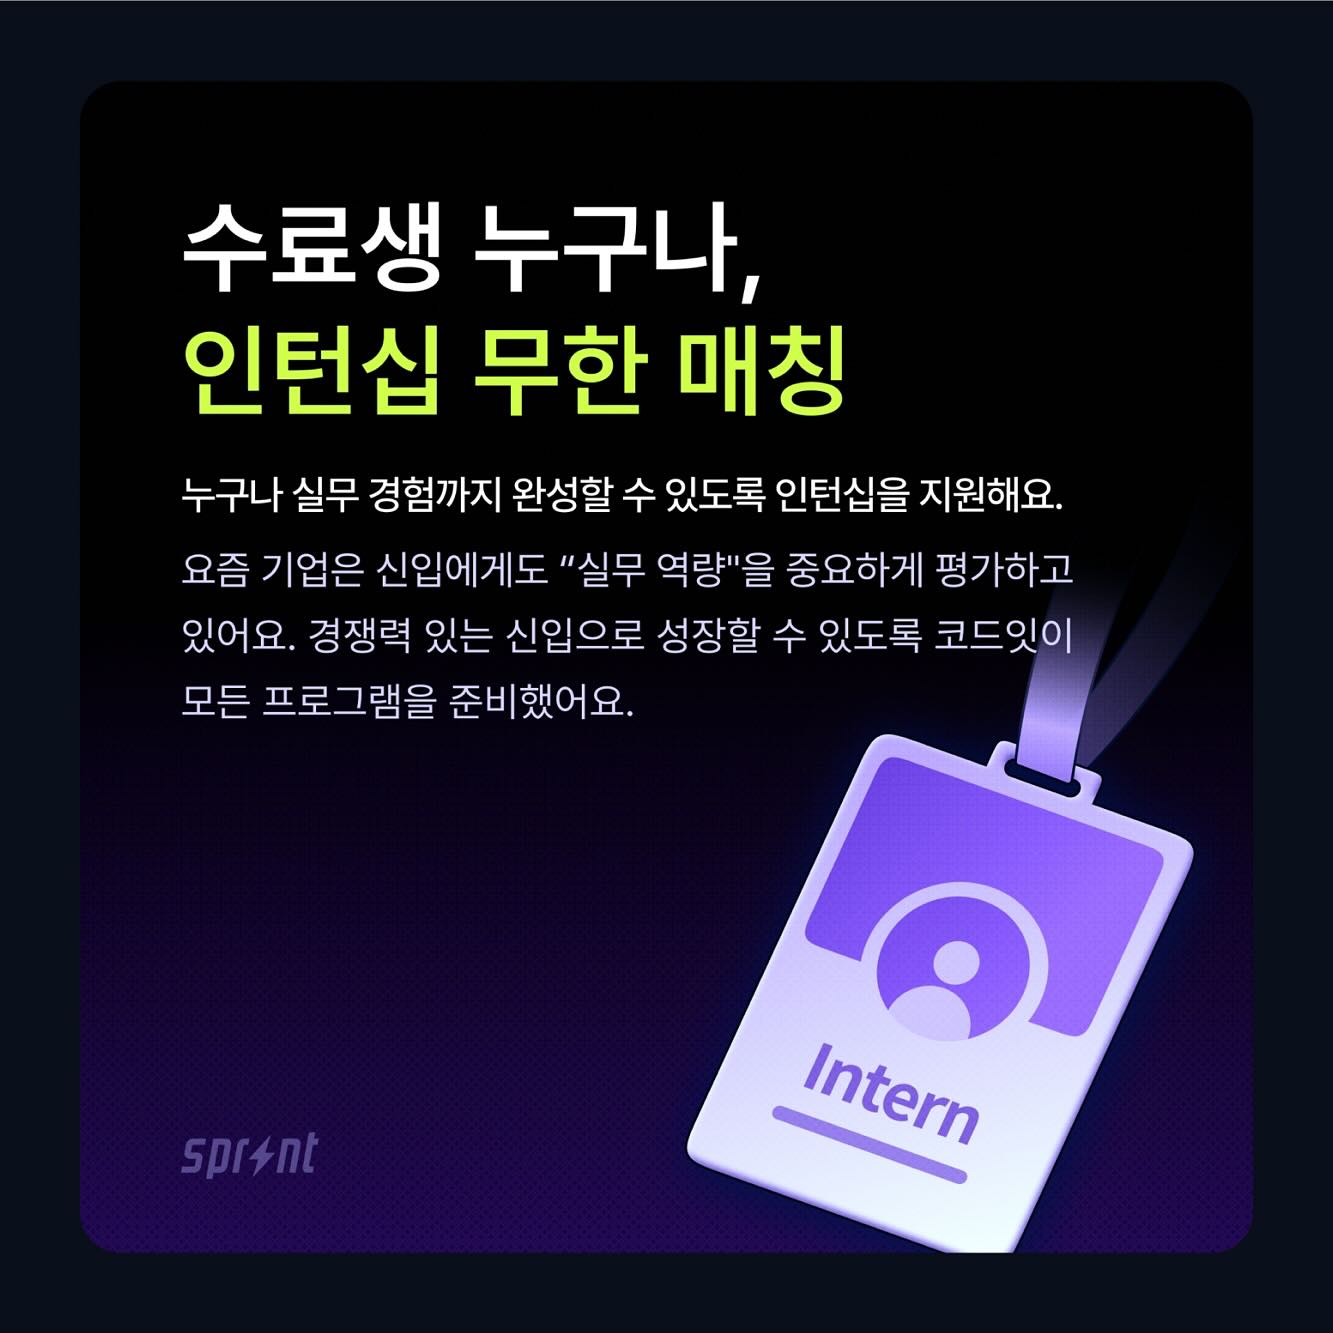 수료생 누구나,
인턴십 무한 매칭
누구나 실무 경험까지 완성할 수 있도록 인턴십을 지원해요.
요즘 기업은 신입에게도 “실무 역량"을 중요하게 평가하고
있어요. 경쟁력 있는 신입으로 성장할 수 있도록 코드잇이
모든 프로그램을 준비했어요.
Intern
sprint